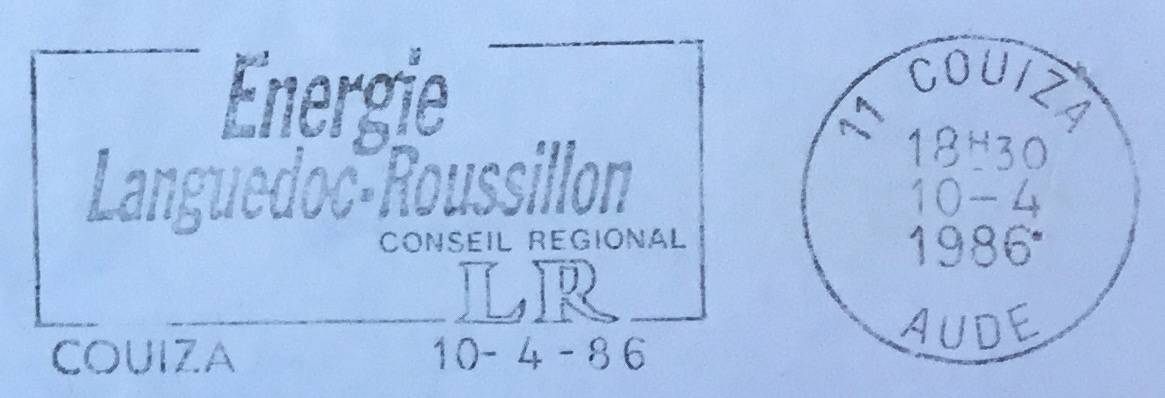 Energie
Languedoc-Roussillon
CONSEIL REGIONAL
LR
COUIZA 10-4-86
11 COUIZA
18H30
10-4
1986
AUDE